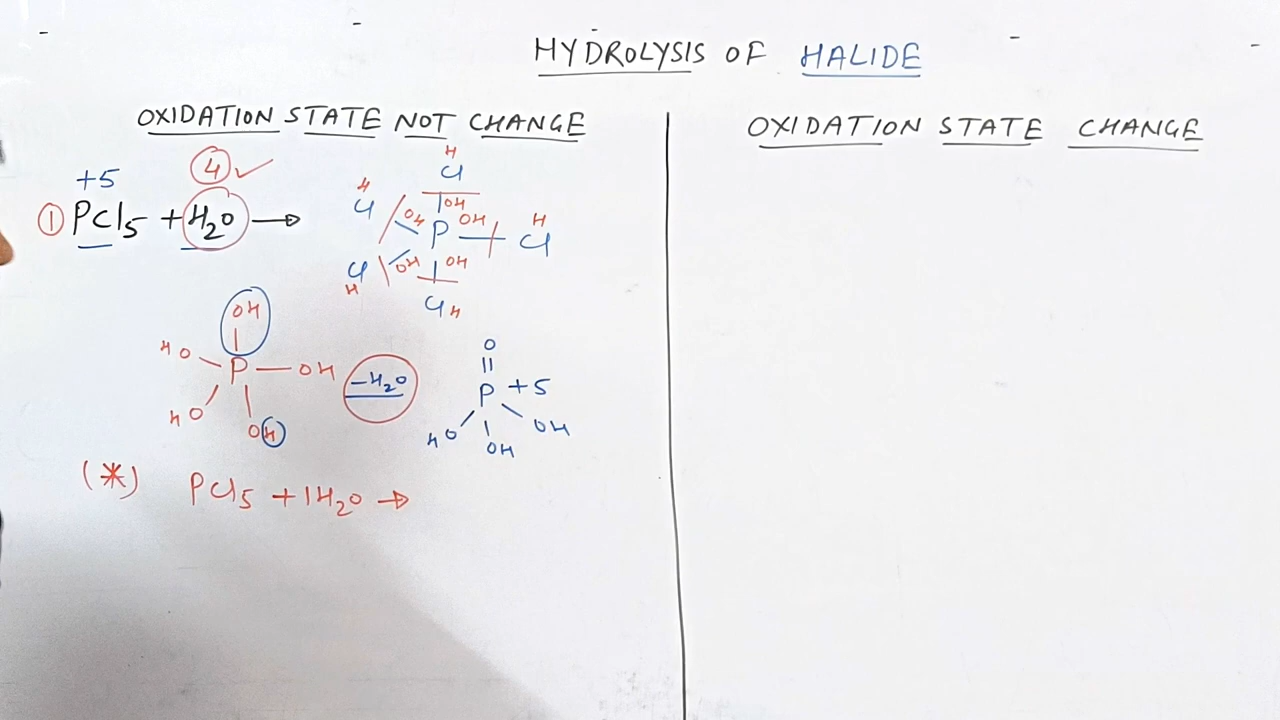 HYDROLYSIS OF HALIDE
OXIDATION STATE NOT CHANGE
+5 4
① PCl5 + H2O →
H
Cl
H Cl OH OH OH H
P Cl
Cl H OH OH
Cl H
OH
HO P OH
HO OH
-H2O
O
P +5
HO OH OH
(*) PCl5 + 1H2O →
OXIDATION STATE CHANGE